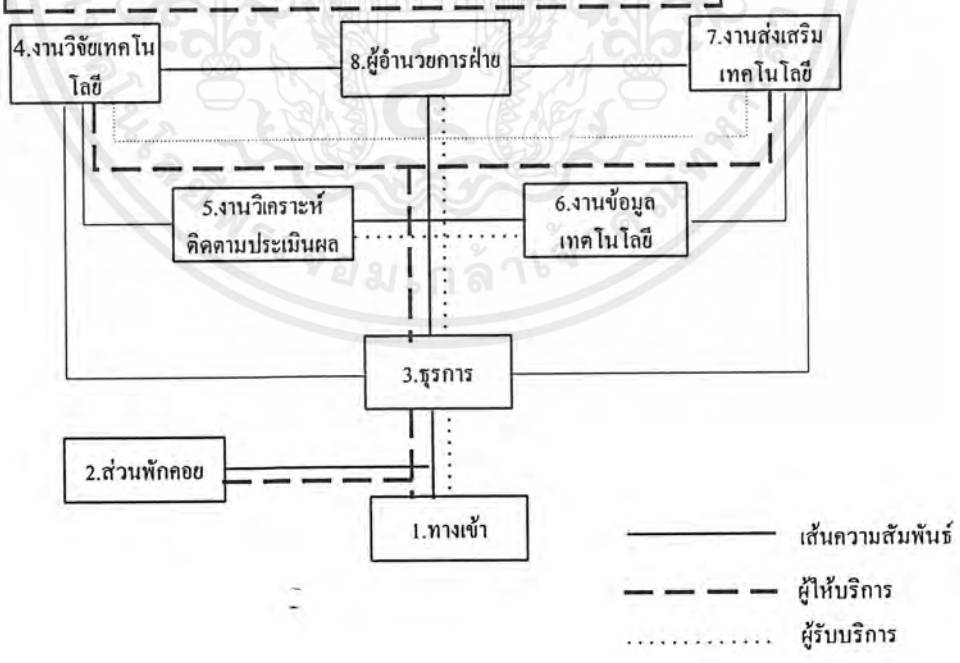 4.งานวิจัยเทคโน
โลยี
8.ผู้อำนวยการฝ่าย
7.งานส่งเสริม
เทคโนโลยี
5.งานวิเคราะห์
ติดตามประเมินผล
6.งานข้อมูล
เทคโนโลยี
3.ธุรการ
2.ส่วนพักคอย
1.ทางเข้า
เส้นความสัมพันธ์
ผู้ให้บริการ
ผู้รับบริการ